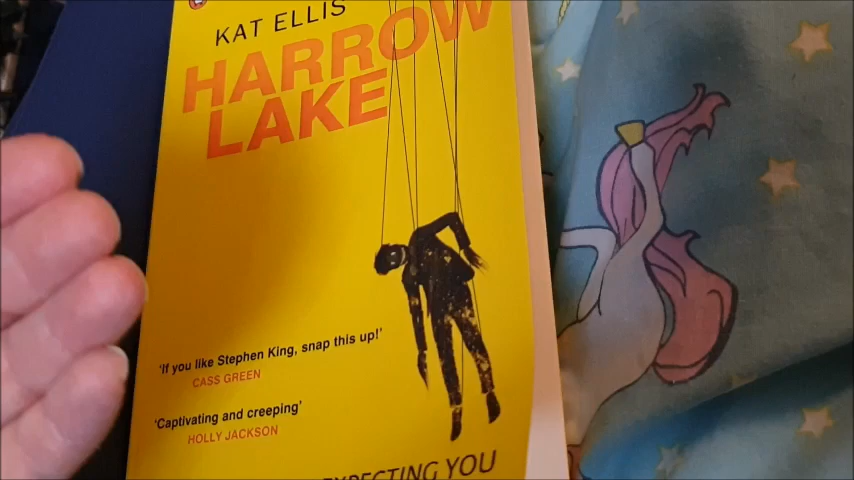 KAT ELLIS
HARROW
LAKE
'If you like Stephen King, snap this up!'
CASS GREEN
'Captivating and creeping'
HOLLY JACKSON
EXPECTING YOU